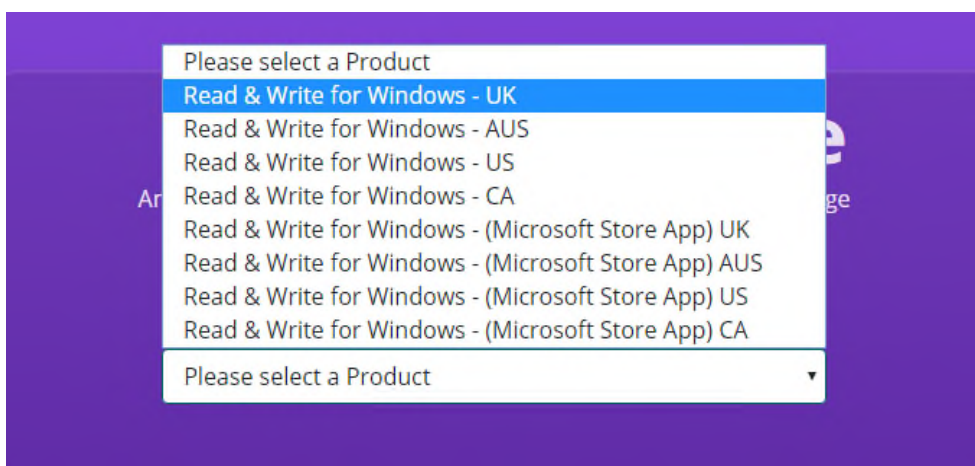 Please select a Product
Read & Write for Windows - UK
Read & Write for Windows - AUS
Read & Write for Windows - US
Read & Write for Windows - CA
Read & Write for Windows - (Microsoft Store App) UK
Read & Write for Windows - (Microsoft Store App) AUS
Read & Write for Windows - (Microsoft Store App) US
Read & Write for Windows - (Microsoft Store App) CA
Please select a Product